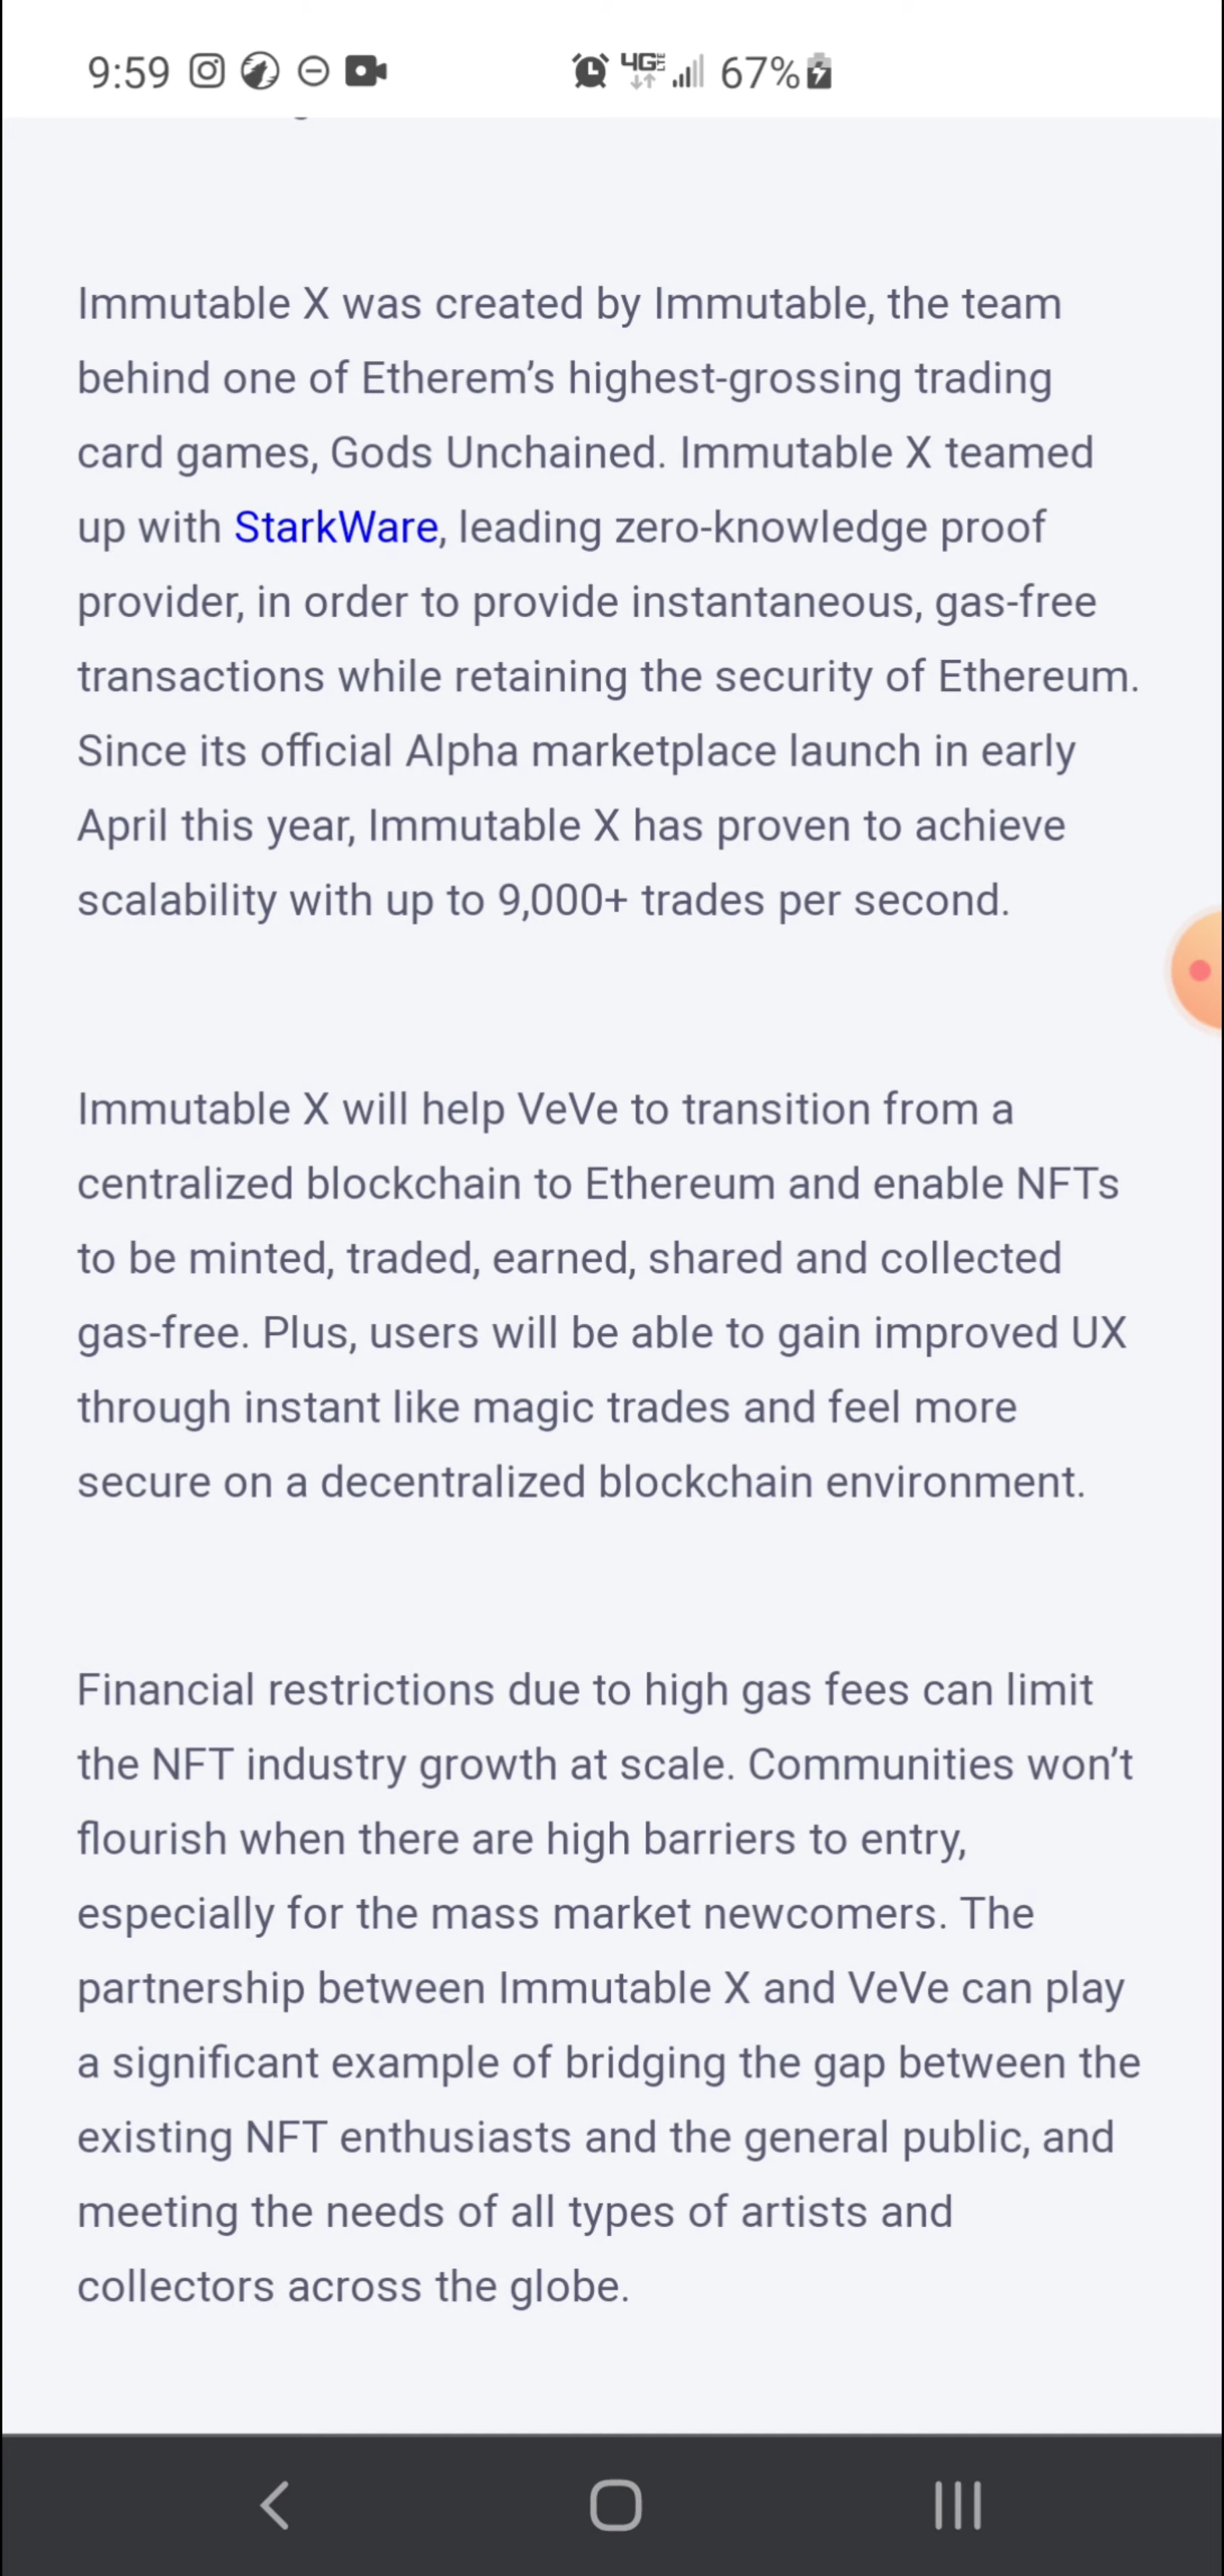 9:59 4G LTE 67%
Immutable X was created by Immutable, the team
behind one of Etherem’s highest-grossing trading
card games, Gods Unchained. Immutable X teamed
up with StarkWare, leading zero-knowledge proof
provider, in order to provide instantaneous, gas-free
transactions while retaining the security of Ethereum.
Since its official Alpha marketplace launch in early
April this year, Immutable X has proven to achieve
scalability with up to 9,000+ trades per second.
Immutable X will help VeVe to transition from a
centralized blockchain to Ethereum and enable NFTs
to be minted, traded, earned, shared and collected
gas-free. Plus, users will be able to gain improved UX
through instant like magic trades and feel more
secure on a decentralized blockchain environment.
Financial restrictions due to high gas fees can limit
the NFT industry growth at scale. Communities won’t
flourish when there are high barriers to entry,
especially for the mass market newcomers. The
partnership between Immutable X and VeVe can play
a significant example of bridging the gap between the
existing NFT enthusiasts and the general public, and
meeting the needs of all types of artists and
collectors across the globe.